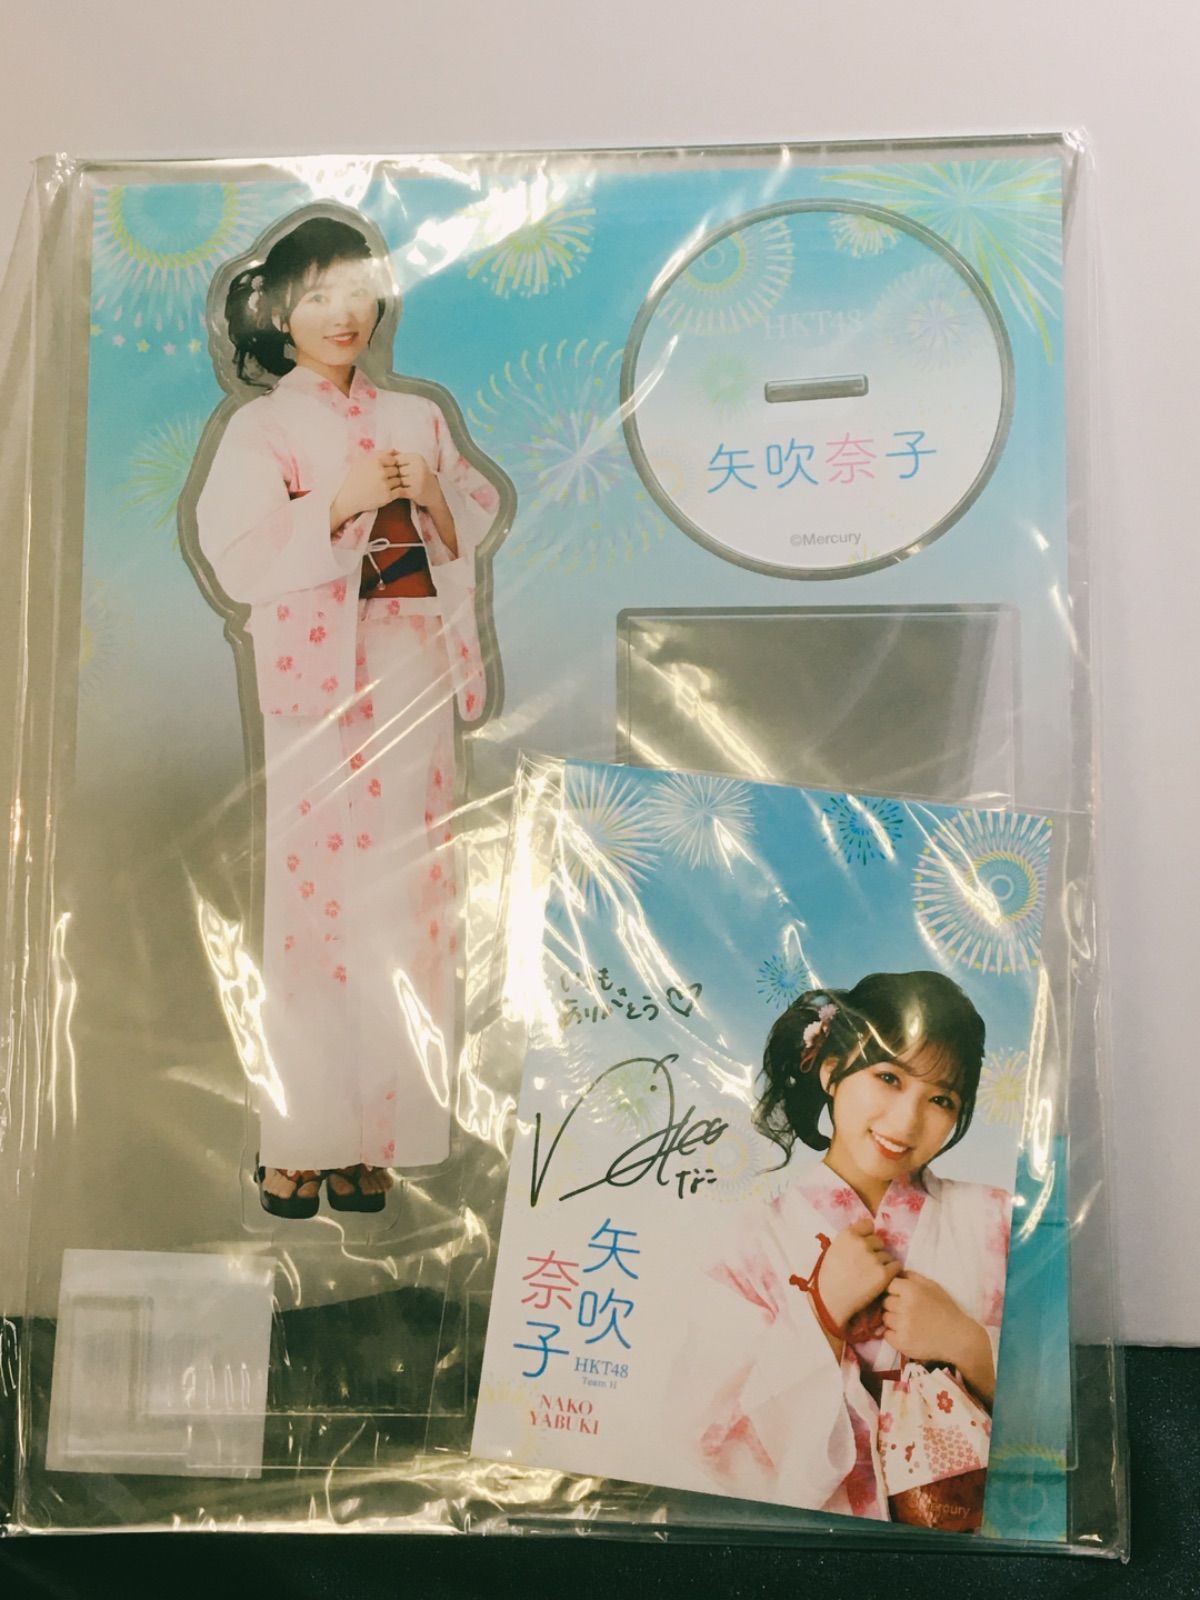 HKT48
矢吹奈子
©Mercury
いつも
ありがとう♡
なこ
矢吹
奈子
HKT48
Team H
NAKO
YABUKI
©Mercury